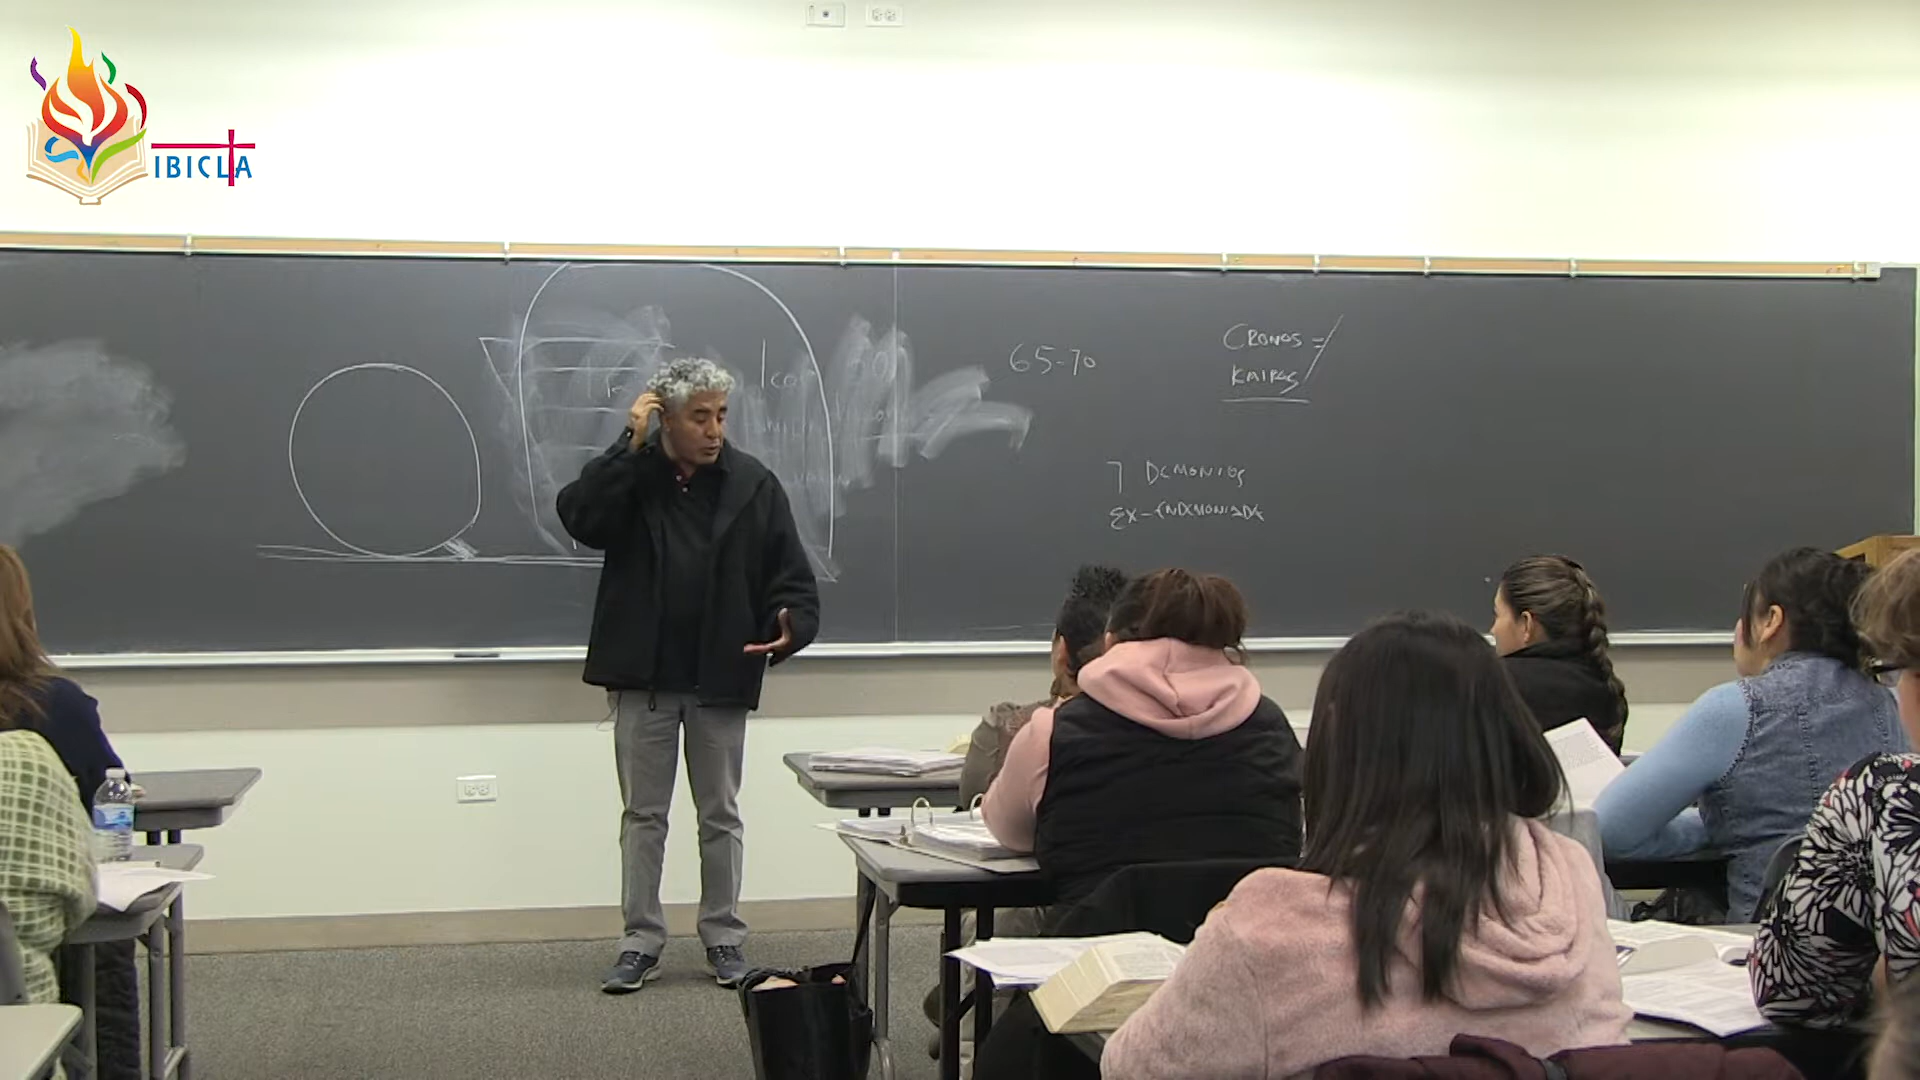 IBICLA
65-70
CRONOS =
KAIROS
7 DEMONIOS
EX-ENDEMONIADA